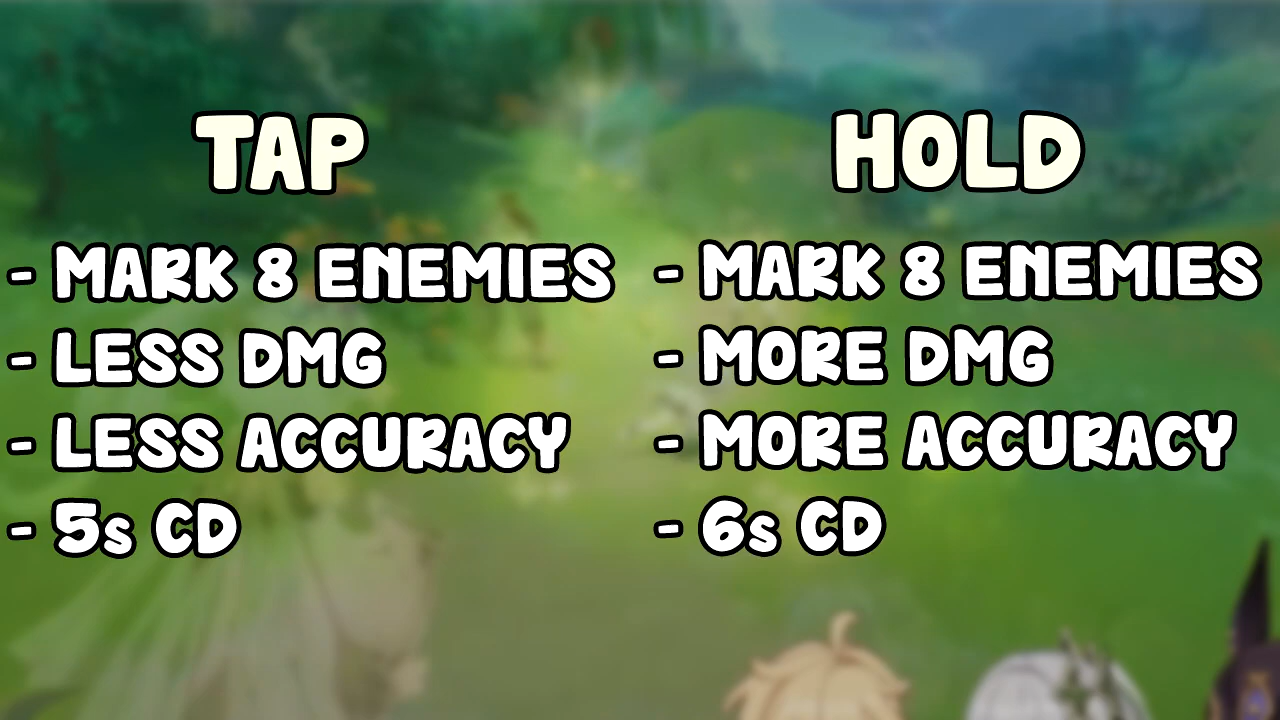 TAP
- MARK 8 ENEMIES
- LESS DMG
- LESS ACCURACY
- 5s CD
HOLD
- MARK 8 ENEMIES
- MORE DMG
- MORE ACCURACY
- 6s CD